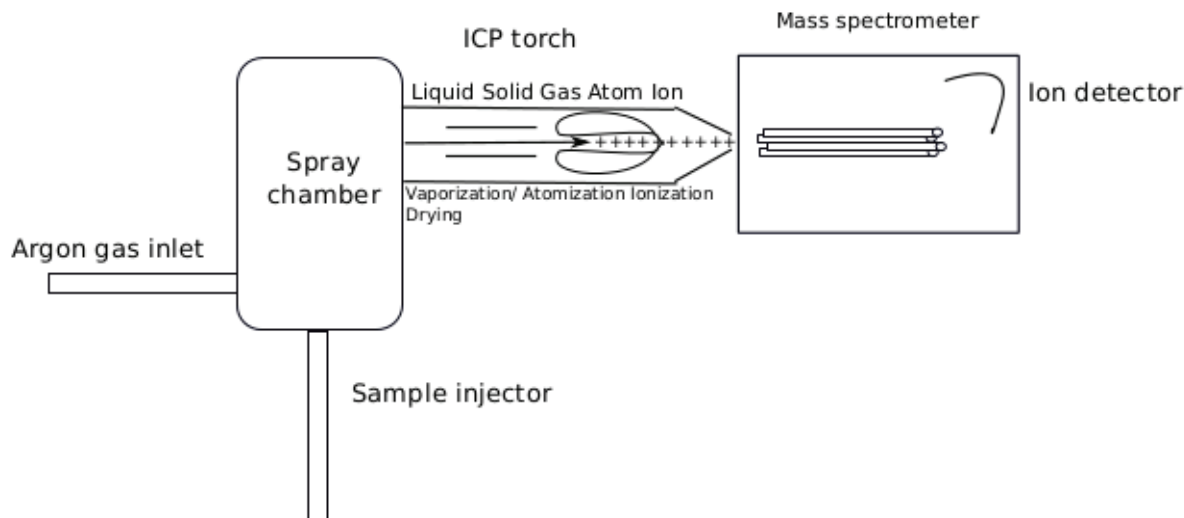 Mass spectrometer
ICP torch
Liquid Solid Gas Atom Ion
Ion detector
Spray
chamber
Vaporization/ Atomization Ionization
Drying
Argon gas inlet
Sample injector